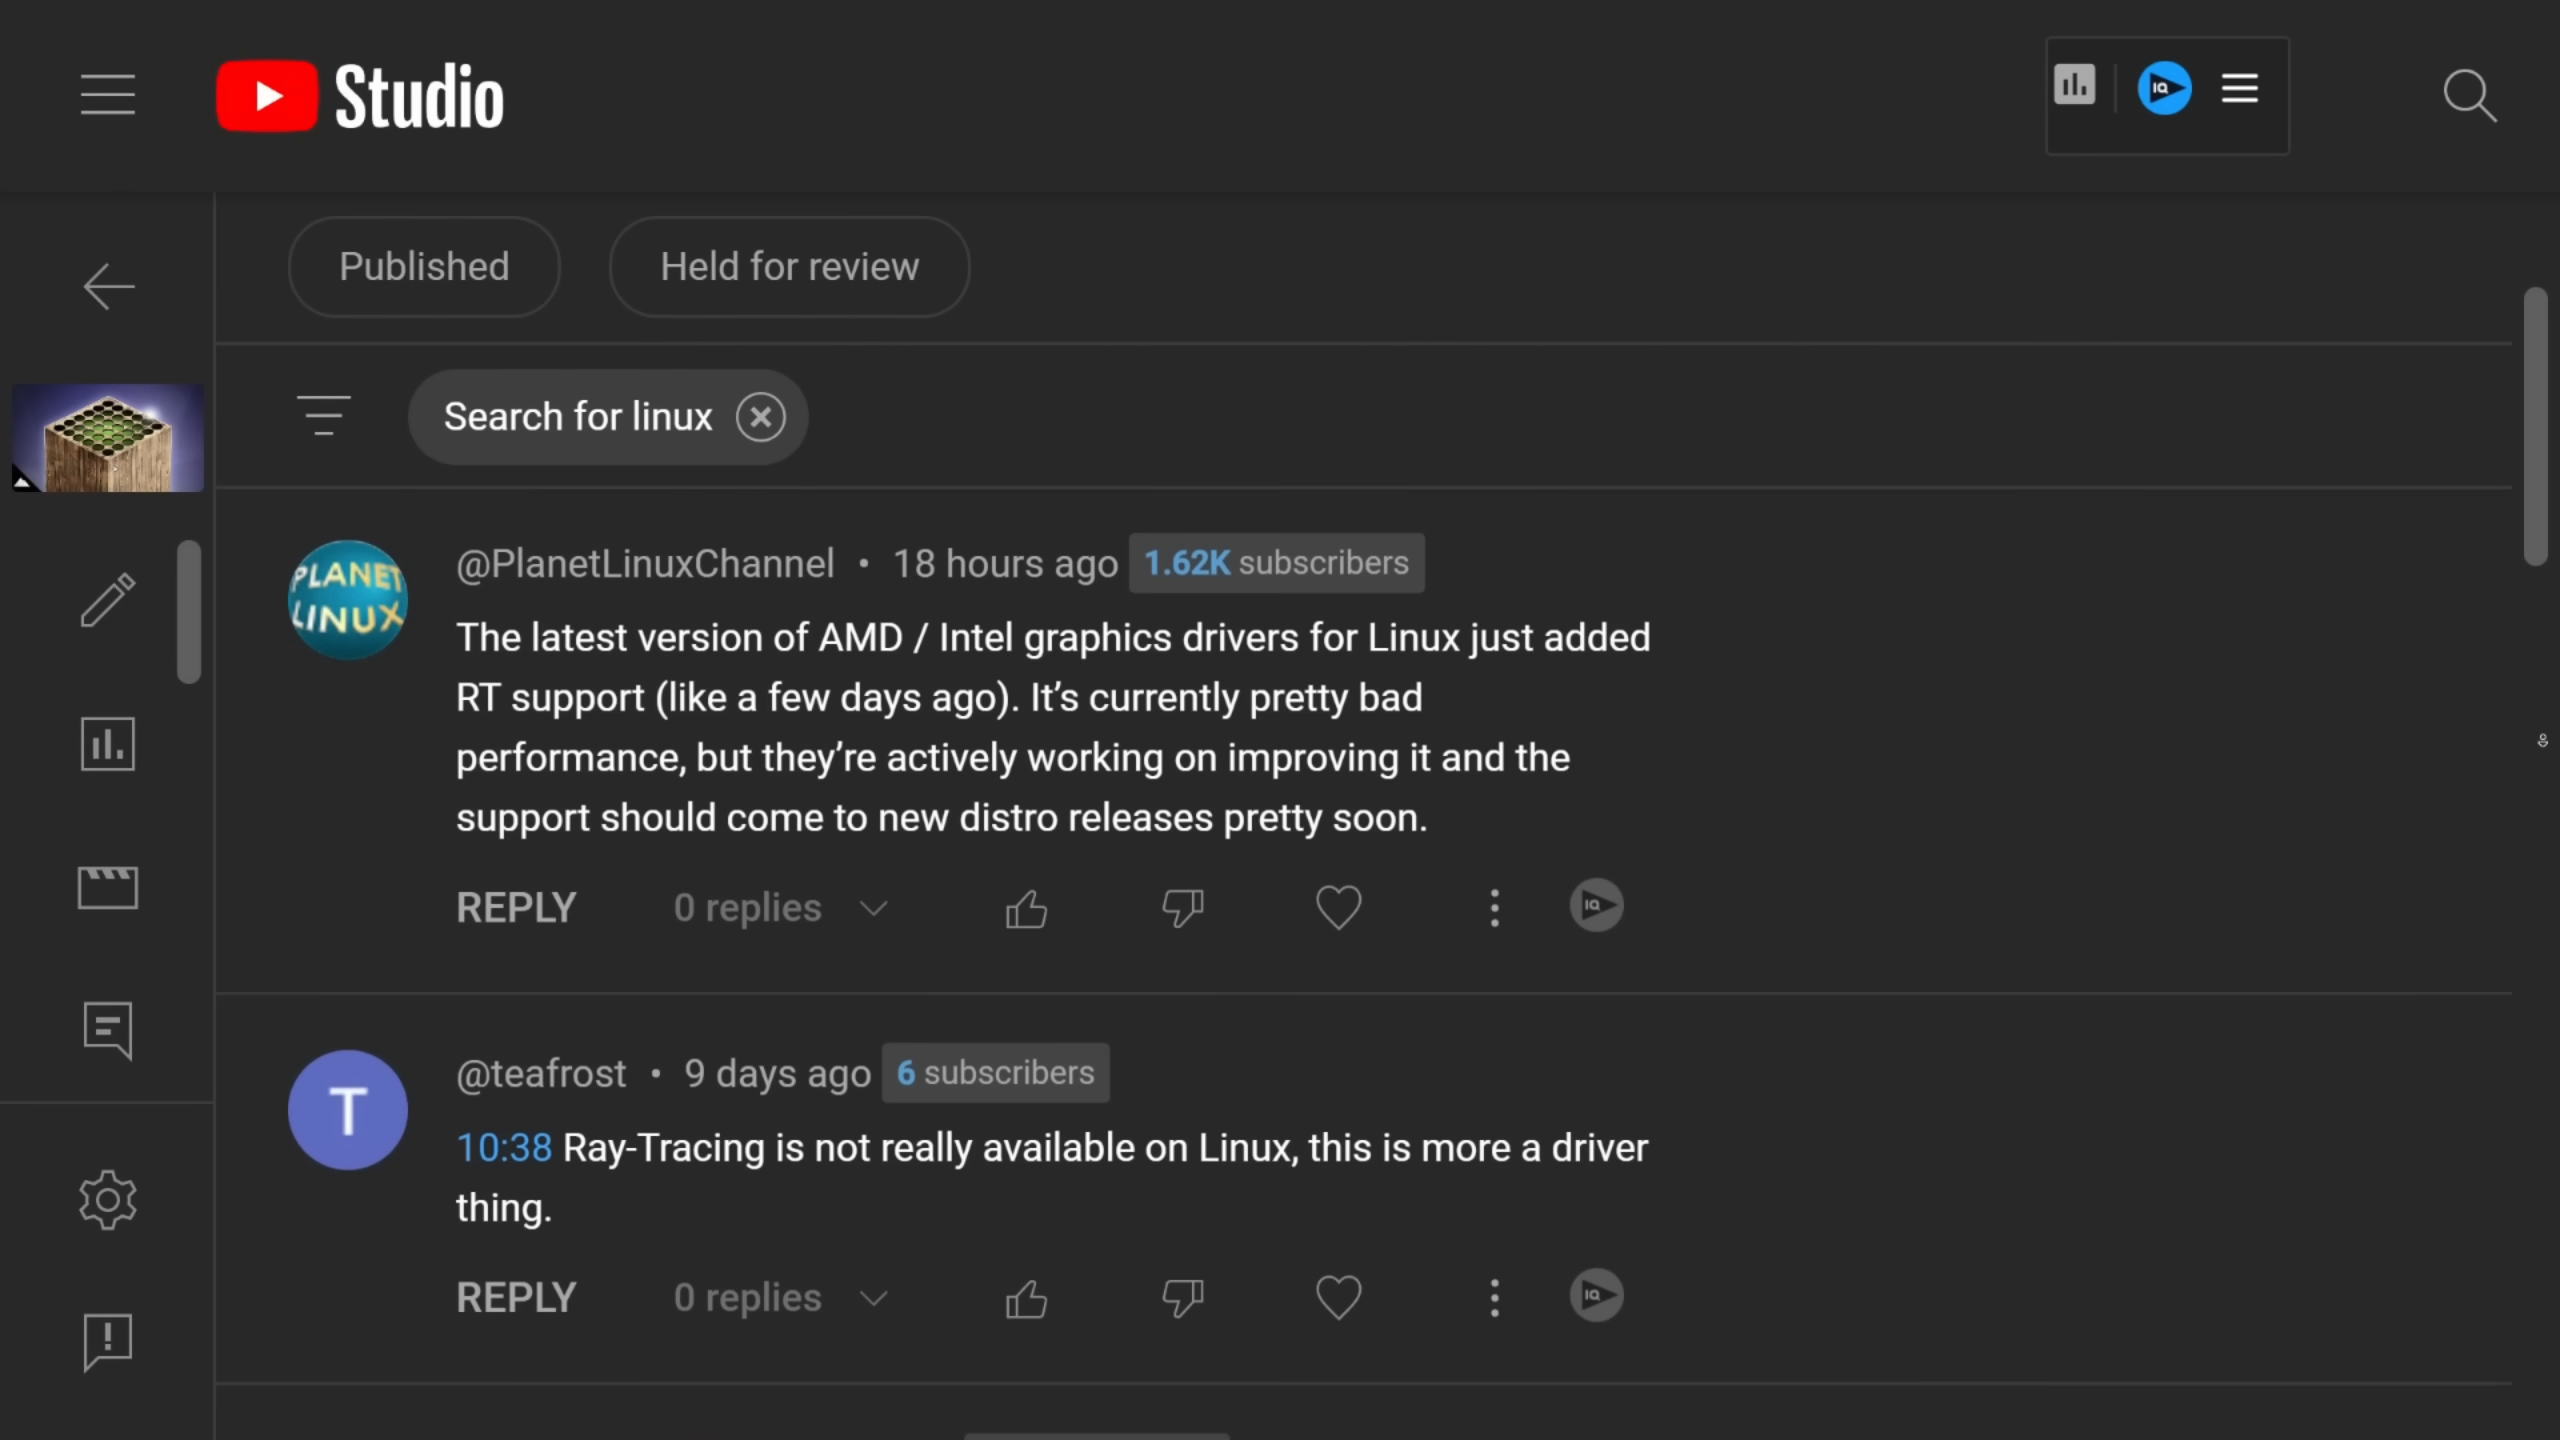 Studio
IQ
Published
Held for review
Search for linux
PLANET
LINUX
@PlanetLinuxChannel • 18 hours ago 1.62K subscribers
The latest version of AMD / Intel graphics drivers for Linux just added
RT support (like a few days ago). It’s currently pretty bad
performance, but they’re actively working on improving it and the
support should come to new distro releases pretty soon.
REPLY 0 replies
IQ
T
@teafrost • 9 days ago 6 subscribers
10:38 Ray-Tracing is not really available on Linux, this is more a driver
thing.
REPLY 0 replies
IQ